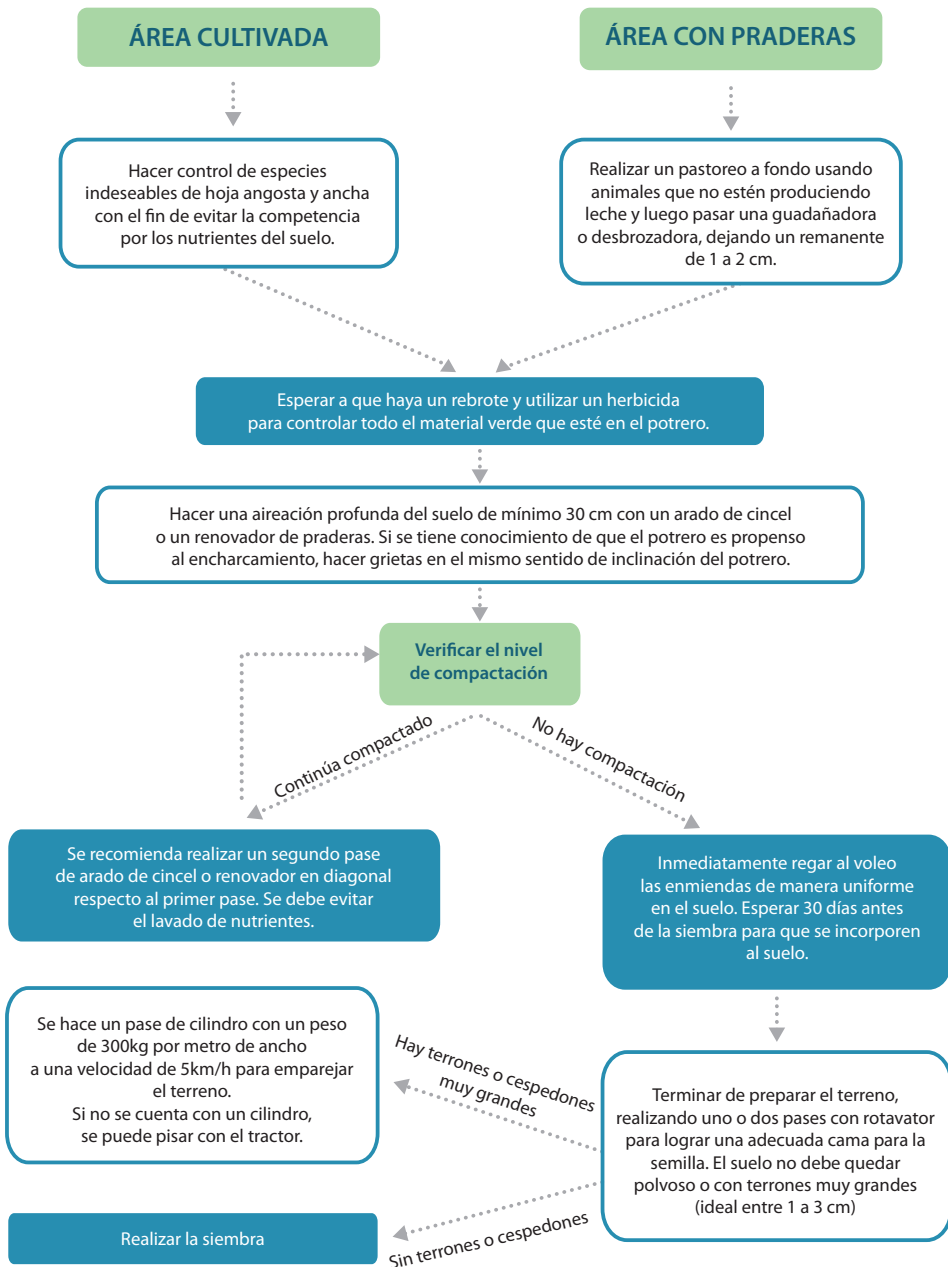 ÁREA CULTIVADA
ÁREA CON PRADERAS
Hacer control de especies
indeseables de hoja angosta y ancha
con el fin de evitar la competencia
por los nutrientes del suelo.
Realizar un pastoreo a fondo usando
animales que no estén produciendo
leche y luego pasar una guadañadora
o desbrozadora, dejando un remanente
de 1 a 2 cm.
Esperar a que haya un rebrote y utilizar un herbicida
para controlar todo el material verde que esté en el potrero.
Hacer una aireación profunda del suelo de mínimo 30 cm con un arado de cincel
o un renovador de praderas. Si se tiene conocimiento de que el potrero es propenso
al encharcamiento, hacer grietas en el mismo sentido de inclinación del potrero.
Verificar el nivel
de compactación
Continúa compactado
No hay compactación
Se recomienda realizar un segundo pase
de arado de cincel o renovador en diagonal
respecto al primer pase. Se debe evitar
el lavado de nutrientes.
Inmediatamente regar al voleo
las enmiendas de manera uniforme
en el suelo. Esperar 30 días antes
de la siembra para que se incorporen
al suelo.
Se hace un pase de cilindro con un peso
de 300kg por metro de ancho
a una velocidad de 5km/h para emparejar
el terreno.
Si no se cuenta con un cilindro,
se puede pisar con el tractor.
Hay terrones o cespedones
muy grandes
Terminar de preparar el terreno,
realizando uno o dos pases con rotavator
para lograr una adecuada cama para la
semilla. El suelo no debe quedar
polvoso o con terrones muy grandes
(ideal entre 1 a 3 cm)
Realizar la siembra
Sin terrones o cespedones